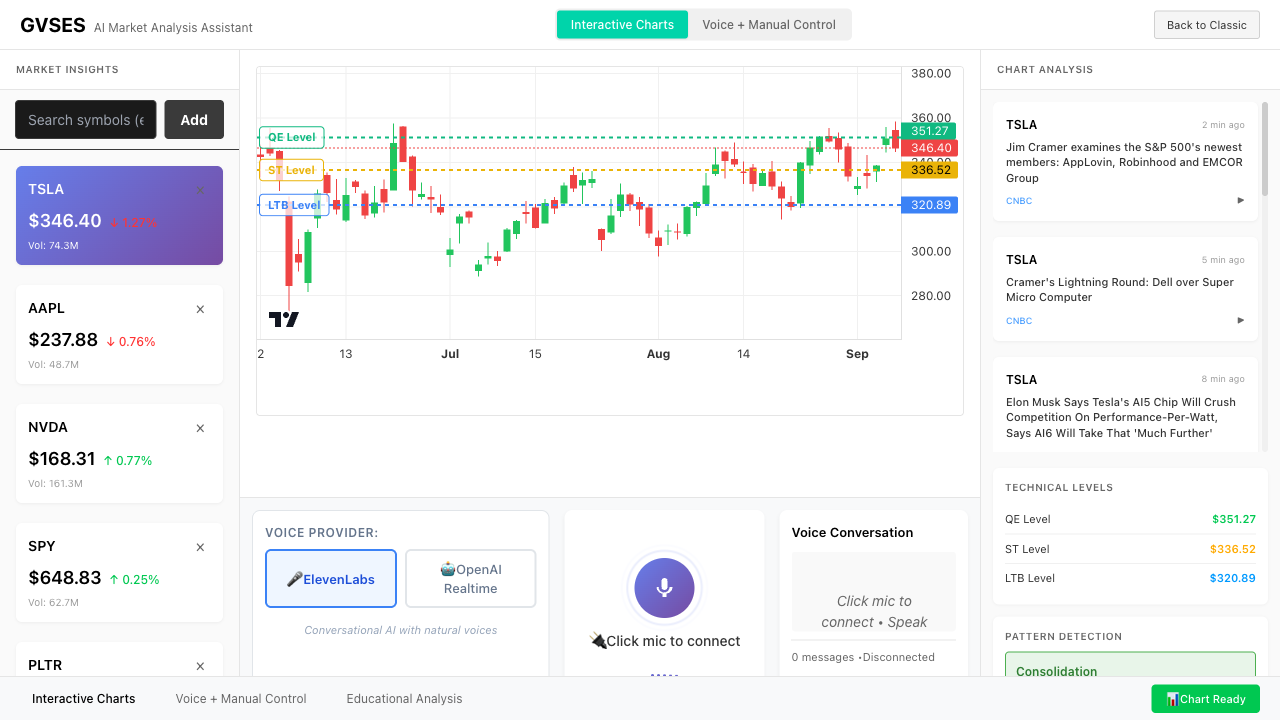 GVSES AI Market Analysis Assistant
Interactive Charts
Voice + Manual Control
Back to Classic
MARKET INSIGHTS
Search symbols (e
Add
TSLA
$346.40 ↓ 1.27%
Vol: 74.3M
AAPL ×
$237.88 ↓ 0.76%
Vol: 48.7M
NVDA ×
$168.31 ↑ 0.77%
Vol: 161.3M
SPY ×
$648.83 ↑ 0.25%
Vol: 62.7M
PLTR ×
QE Level
ST Level
LTB Level
380.00
360.00
351.27
346.40
340.00
336.52
320.89
300.00
280.00
2 13 Jul 15 Aug 14 Sep
VOICE PROVIDER:
🎤ElevenLabs
🤖OpenAI
Realtime
Conversational AI with natural voices
🔌Click mic to connect
Voice Conversation
Click mic to
connect • Speak
0 messages •Disconnected
CHART ANALYSIS
TSLA 2 min ago
Jim Cramer examines the S&P 500's newest
members: AppLovin, Robinhood and EMCOR
Group
CNBC ▶
TSLA 5 min ago
Cramer's Lightning Round: Dell over Super
Micro Computer
CNBC ▶
TSLA 8 min ago
Elon Musk Says Tesla's AI5 Chip Will Crush
Competition On Performance-Per-Watt,
Says AI6 Will Take That 'Much Further'
TECHNICAL LEVELS
QE Level $351.27
ST Level $336.52
LTB Level $320.89
PATTERN DETECTION
Consolidation
Interactive Charts
Voice + Manual Control
Educational Analysis
📊Chart Ready